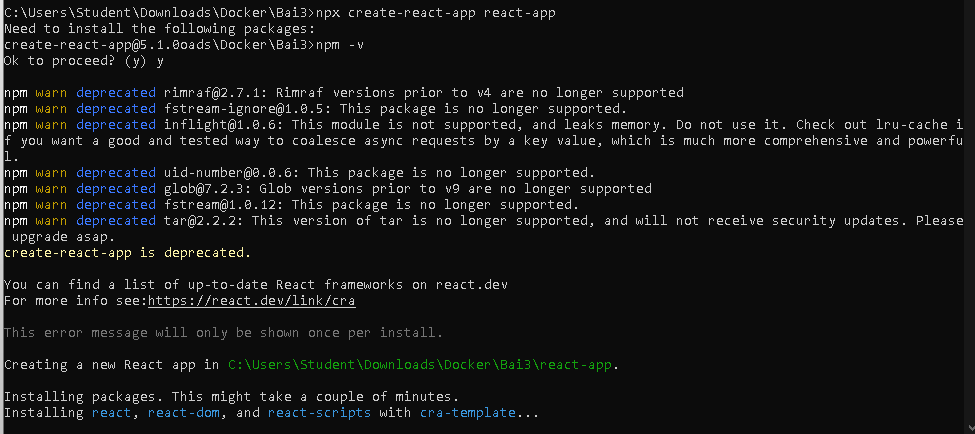 C:\Users\Student\Downloads\Docker\Bai3>npx create-react-app react-app
Need to install the following packages:
create-react-app@5.1.0oads\Docker\Bai3>npm -v
Ok to proceed? (y) y
npm warn deprecated rimraf@2.7.1: Rimraf versions prior to v4 are no longer supported
npm warn deprecated fstream-ignore@1.0.5: This package is no longer supported.
npm warn deprecated inflight@1.0.6: This module is not supported, and leaks memory. Do not use it. Check out lru-cache i
f you want a good and tested way to coalesce async requests by a key value, which is much more comprehensive and powerfu
l.
npm warn deprecated uid-number@0.0.6: This package is no longer supported.
npm warn deprecated glob@7.2.3: Glob versions prior to v9 are no longer supported
npm warn deprecated fstream@1.0.12: This package is no longer supported.
npm warn deprecated tar@2.2.2: This version of tar is no longer supported, and will not receive security updates. Please
 upgrade asap.
create-react-app is deprecated.
You can find a list of up-to-date React frameworks on react.dev
For more info see:https://react.dev/link/cra
This error message will only be shown once per install.
Creating a new React app in C:\Users\Student\Downloads\Docker\Bai3\react-app.
Installing packages. This might take a couple of minutes.
Installing react, react-dom, and react-scripts with cra-template...